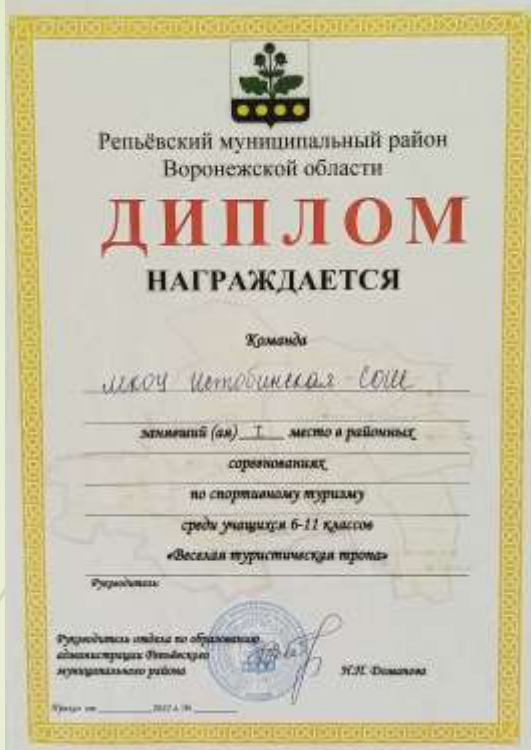 Репьёвский муниципальный район
Воронежской области
ДИПЛОМ
НАГРАЖДАЕТСЯ
Команда
МКОУ Истобинская СОШ
занявший (ая) I место в районных
соревнованиях
по спортивному туризму
среди учащихся 6-11 классов
«Веселая туристическая тропа»
Руководитель
Руководитель отдела по образованию
администрации Репьёвского
муниципального района
Приказ от 2022 г. №